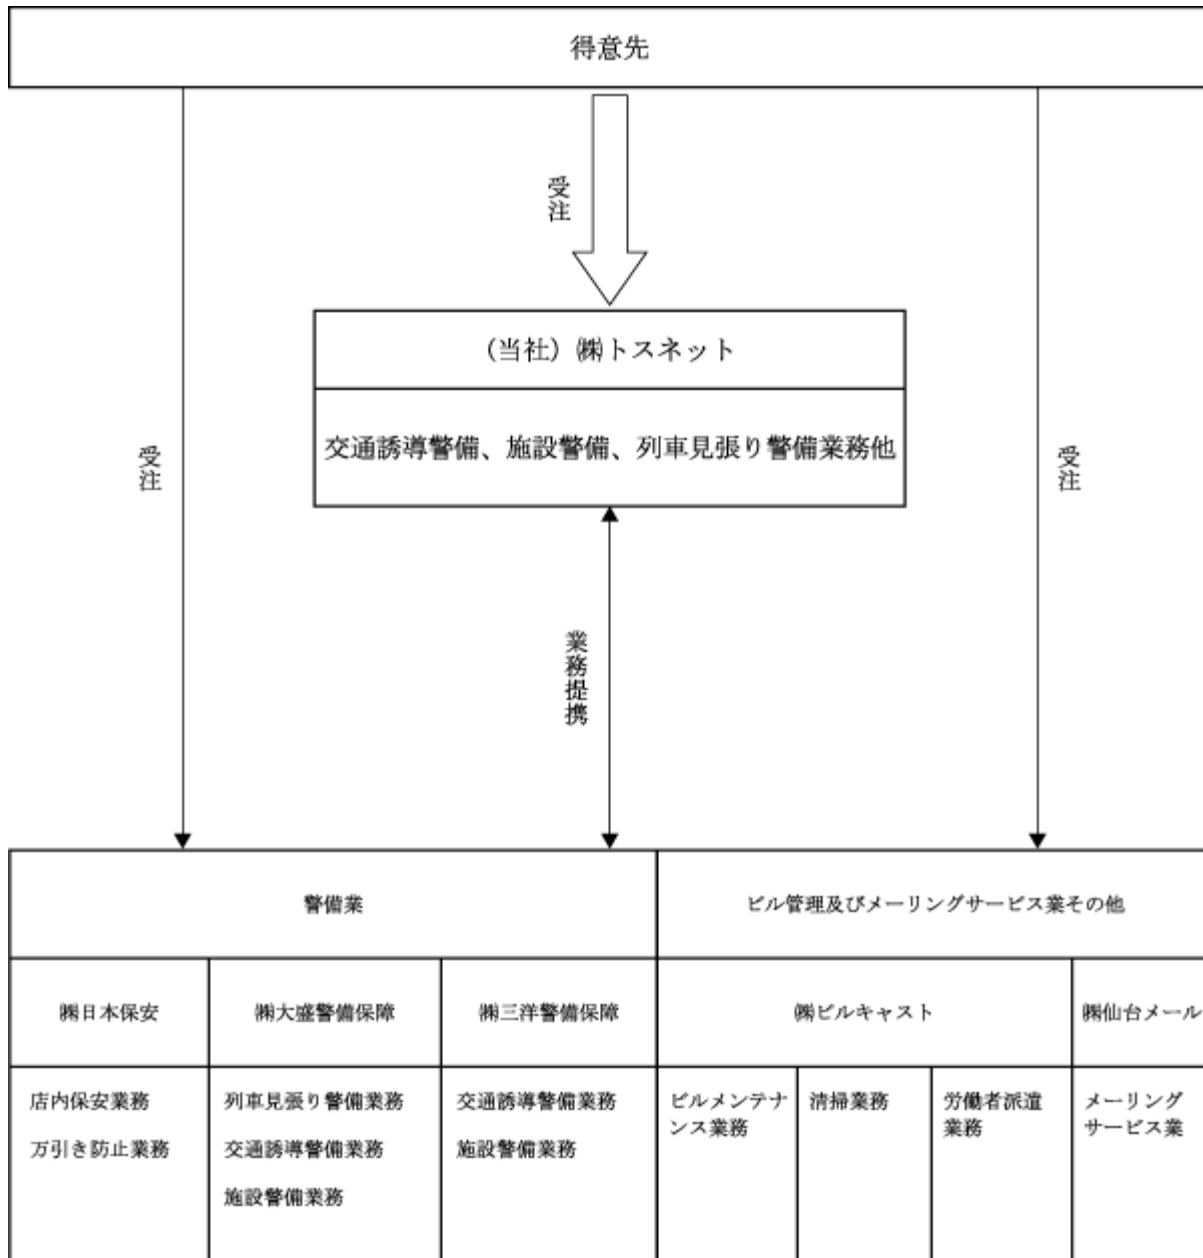 得意先
受注
(当社)㈱トスネット
交通誘導警備、施設警備、列車見張り警備業務他
受注
受注
業務提携
警備業
ビル管理及びメーリングサービス業その他
㈱日本保安
㈱大盛警備保障
㈱三洋警備保障
㈱ビルキャスト
㈱仙台メール
店内保安業務
万引き防止業務
列車見張り警備業務
交通誘導警備業務
施設警備業務
交通誘導警備業務
施設警備業務
ビルメンテナ
ンス業務
清掃業務
労働者派遣
業務
メーリング
サービス業